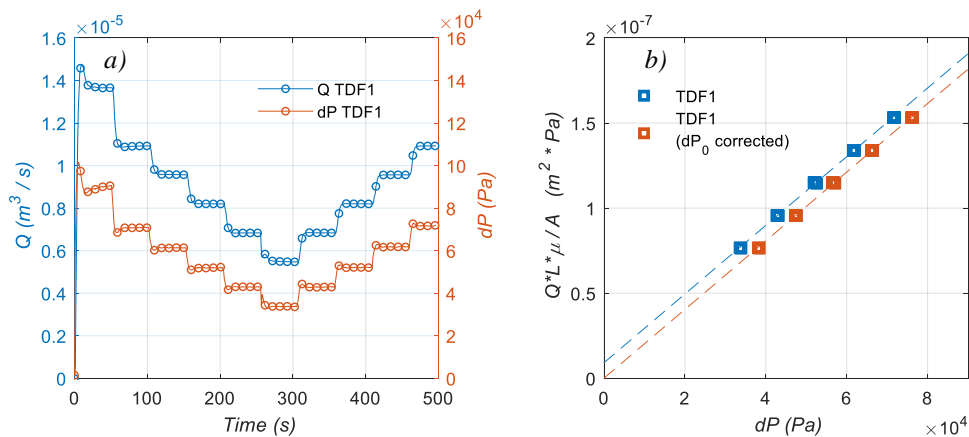 ×10⁻⁵
×10⁴
1.6
1.4
1.2
1
0.8
0.6
0.4
0.2
0
Q (m³ / s)
a)
Q TDF1
dP TDF1
16
14
12
10
8
6
4
2
0
dP (Pa)
0 100 200 300 400 500
Time (s)
×10⁻⁷
2
1.5
1
0.5
0
Q*L*μ / A (m² * Pa)
b)
TDF1
TDF1
(dP₀ corrected)
0 2 4 6 8
×10⁴
dP (Pa)